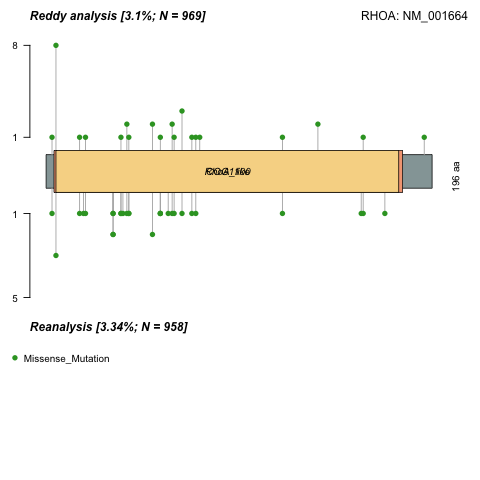 Reddy analysis [3.1%; N = 969]
RHOA: NM_001664
8
1
196 aa
1
5
Reanalysis [3.34%; N = 958]
Missense_Mutation